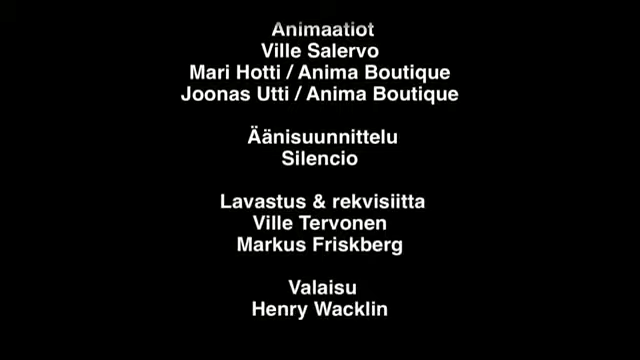 Animaatiot
Ville Salervo
Mari Hotti / Anima Boutique
Joonas Utti / Anima Boutique
Äänisuunnittelu
Silencio
Lavastus & rekvisiitta
Ville Tervonen
Markus Friskberg
Valaisu
Henry Wacklin